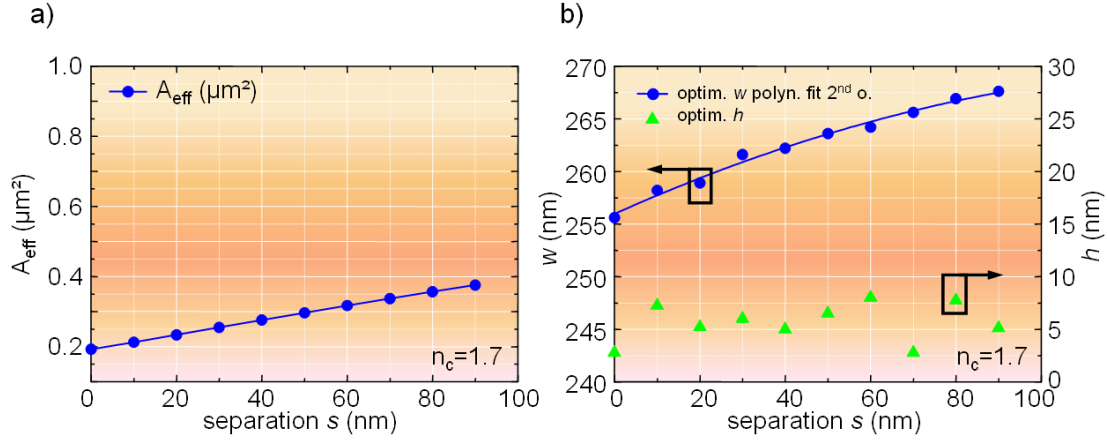 a)
1.0
0.8
0.6
0.4
0.2
A_eff (µm²)
A_eff (µm²)
n_c=1.7
0 20 40 60 80 100
separation s (nm)
b)
270
265
260
255
250
245
240
w (nm)
optim. w polyn. fit 2nd o.
optim. h
30
25
20
15
10
5
0
h (nm)
n_c=1.7
0 20 40 60 80 100
separation s (nm)